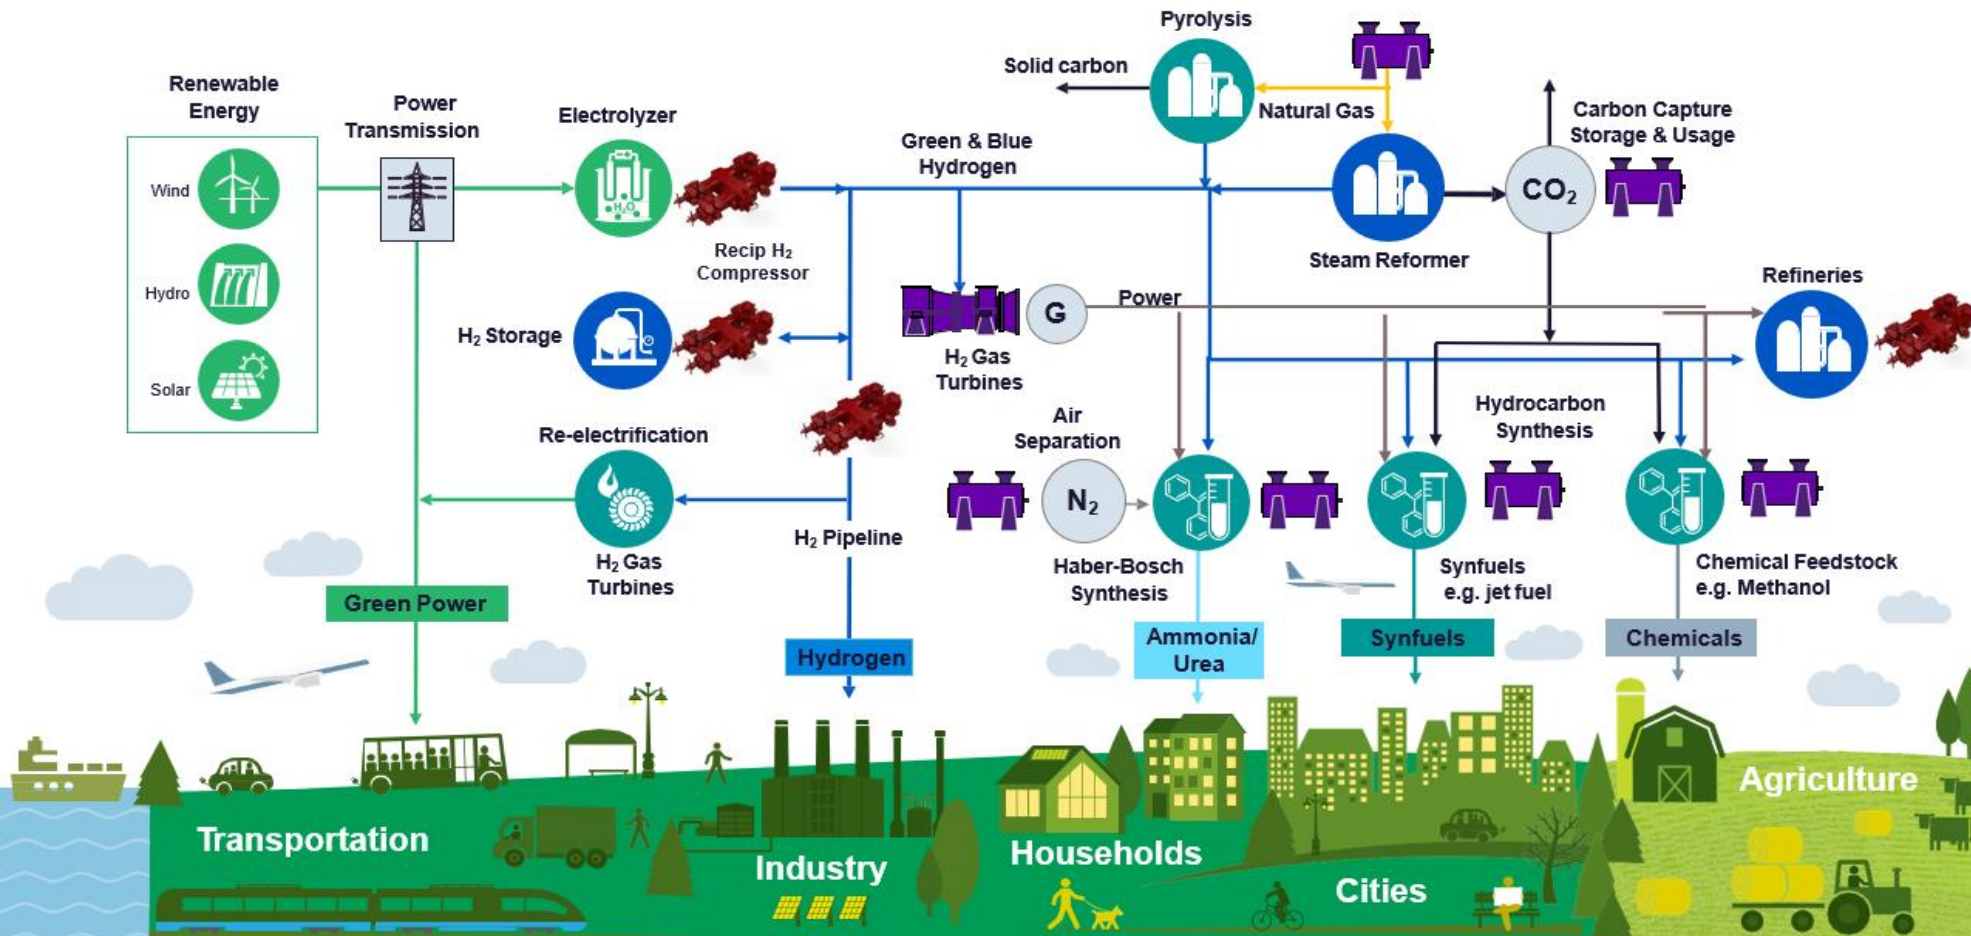 Renewable
Energy
Wind
Hydro
Solar
Power
Transmission
Electrolyzer
H₂O
Recip H₂
Compressor
H₂ Storage
Re-electrification
H₂ Gas
Turbines
H₂ Pipeline
Green Power
Hydrogen
Green & Blue
Hydrogen
Solid carbon
Pyrolysis
Natural Gas
Steam Reformer
CO₂
Carbon Capture
Storage & Usage
H₂ Gas
Turbines
G
Power
Refineries
Air
Separation
N₂
Haber-Bosch
Synthesis
Hydrocarbon
Synthesis
Synfuels
e.g. jet fuel
Chemical Feedstock
e.g. Methanol
Ammonia/
Urea
Synfuels
Chemicals
Transportation
Industry
Households
Cities
Agriculture